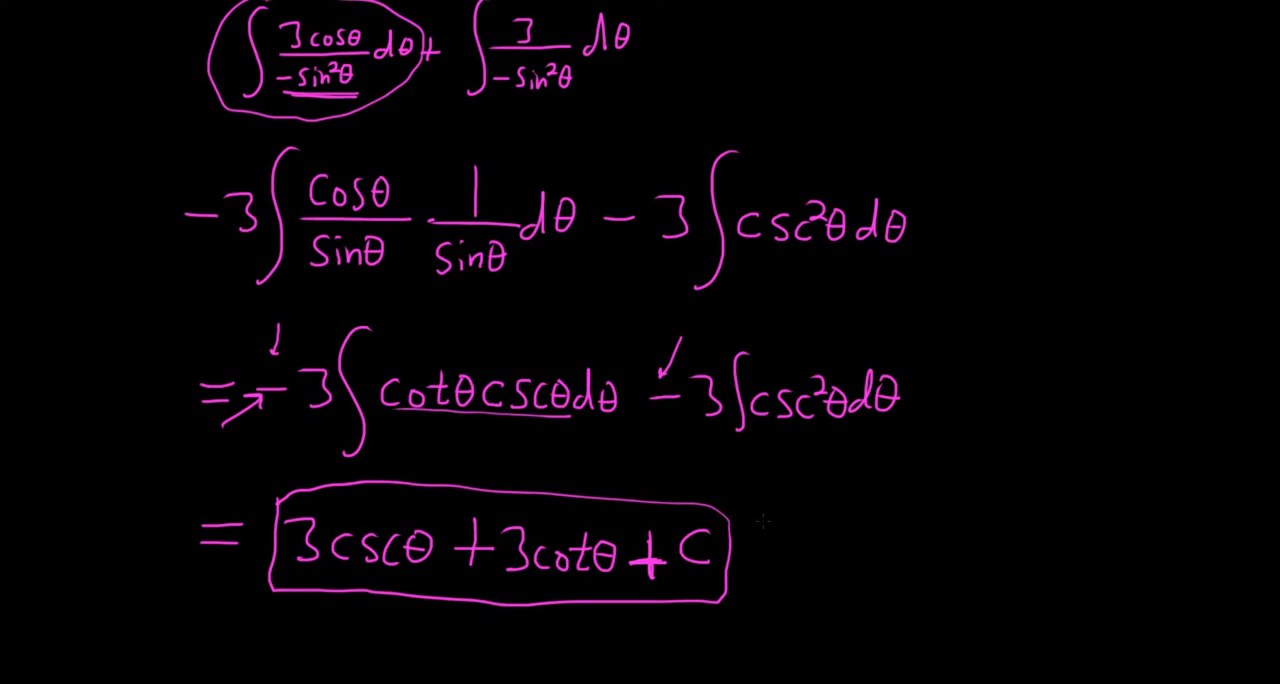 ∫ 3cosθ/-sin²θ dθ + ∫ 3/-sin²θ dθ
-3∫ cosθ/sinθ 1/sinθ dθ - 3∫csc²θdθ
= -3∫cotθcscθdθ - 3∫csc²θdθ
= 3cscθ + 3cotθ + C